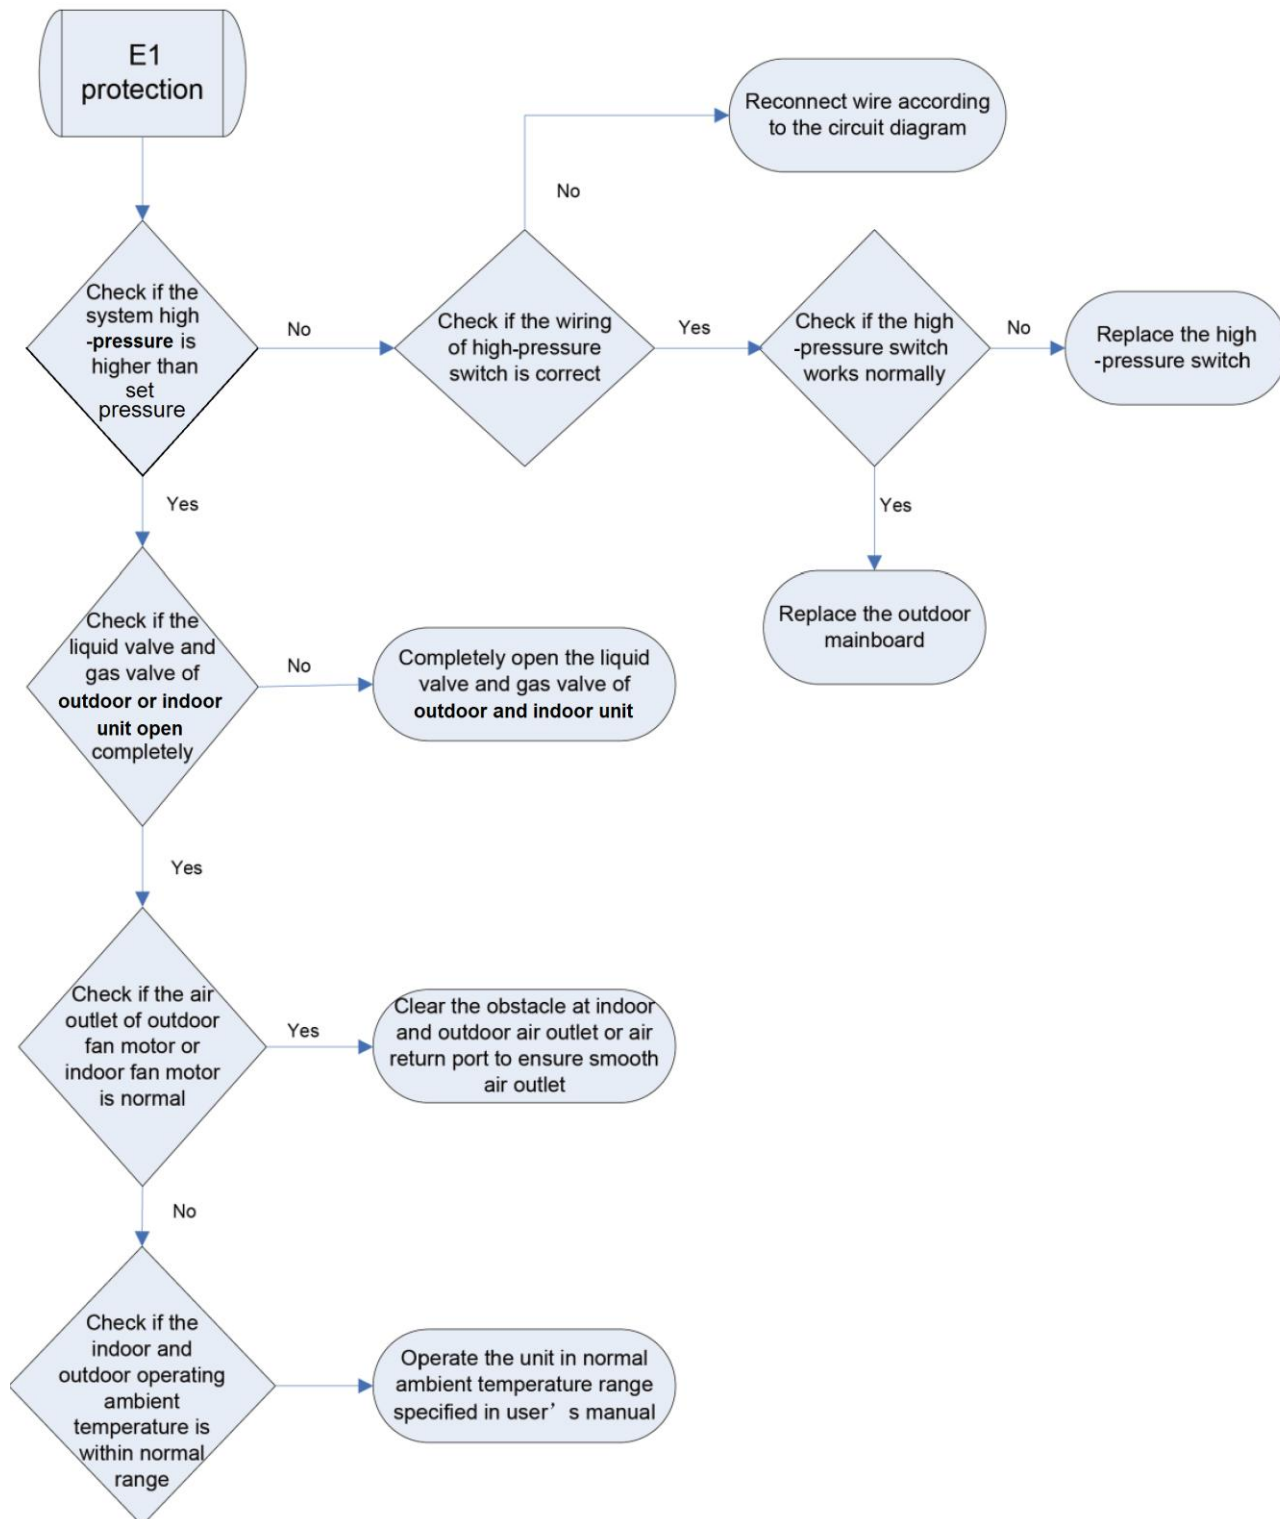 E1
protection
Reconnect wire according
to the circuit diagram
No
Check if the
system high
-pressure is
higher than
set
pressure
No
Check if the wiring
of high-pressure
switch is correct
Yes
Check if the high
-pressure switch
works normally
No
Replace the high
-pressure switch
Yes
Yes
Replace the outdoor
mainboard
Check if the
liquid valve and
gas valve of
outdoor or indoor
unit open
completely
No
Completely open the liquid
valve and gas valve of
outdoor and indoor unit
Yes
Check if the air
outlet of outdoor
fan motor or
indoor fan motor
is normal
Yes
Clear the obstacle at indoor
and outdoor air outlet or air
return port to ensure smooth
air outlet
No
Check if the
indoor and
outdoor operating
ambient
temperature is
within normal
range
Operate the unit in normal
ambient temperature range
specified in user’s manual